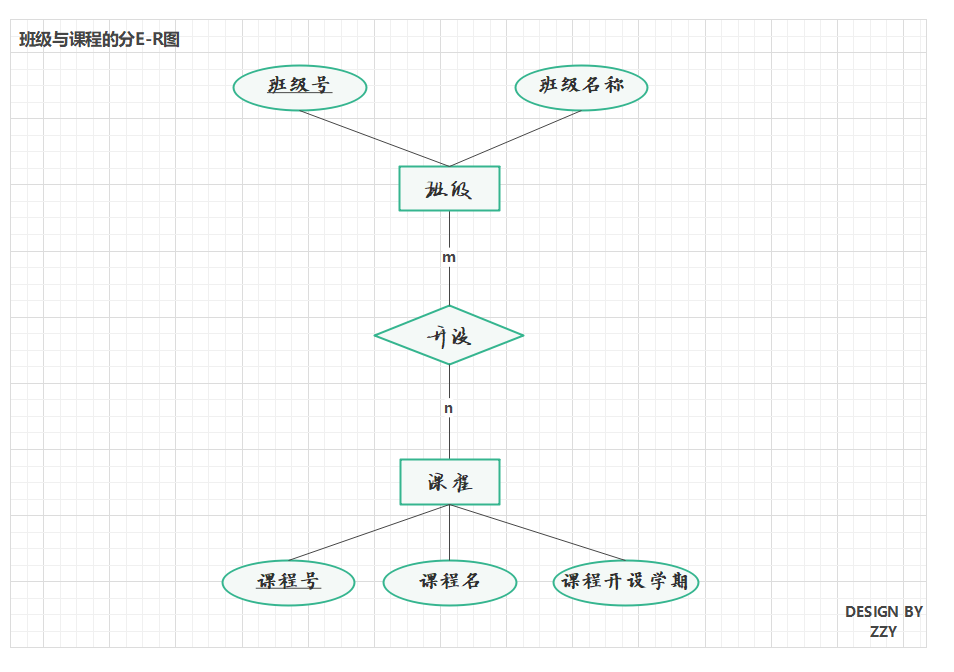 班级与课程的分E-R图
班级号
班级名称
班级
m
开设
n
课程
课程号
课程名
课程开设学期
DESIGN BY
ZZY